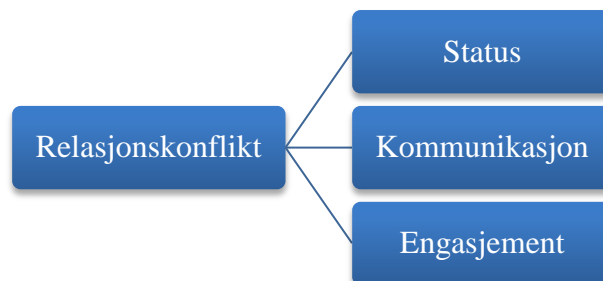 Status
Relasjonskonflikt
Kommunikasjon
Engasjement